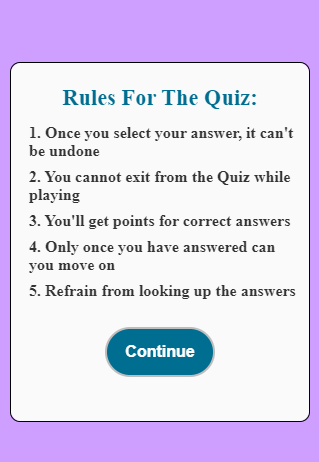 Rules For The Quiz:
1. Once you select your answer, it can't
be undone
2. You cannot exit from the Quiz while
playing
3. You'll get points for correct answers
4. Only once you have answered can
you move on
5. Refrain from looking up the answers
Continue